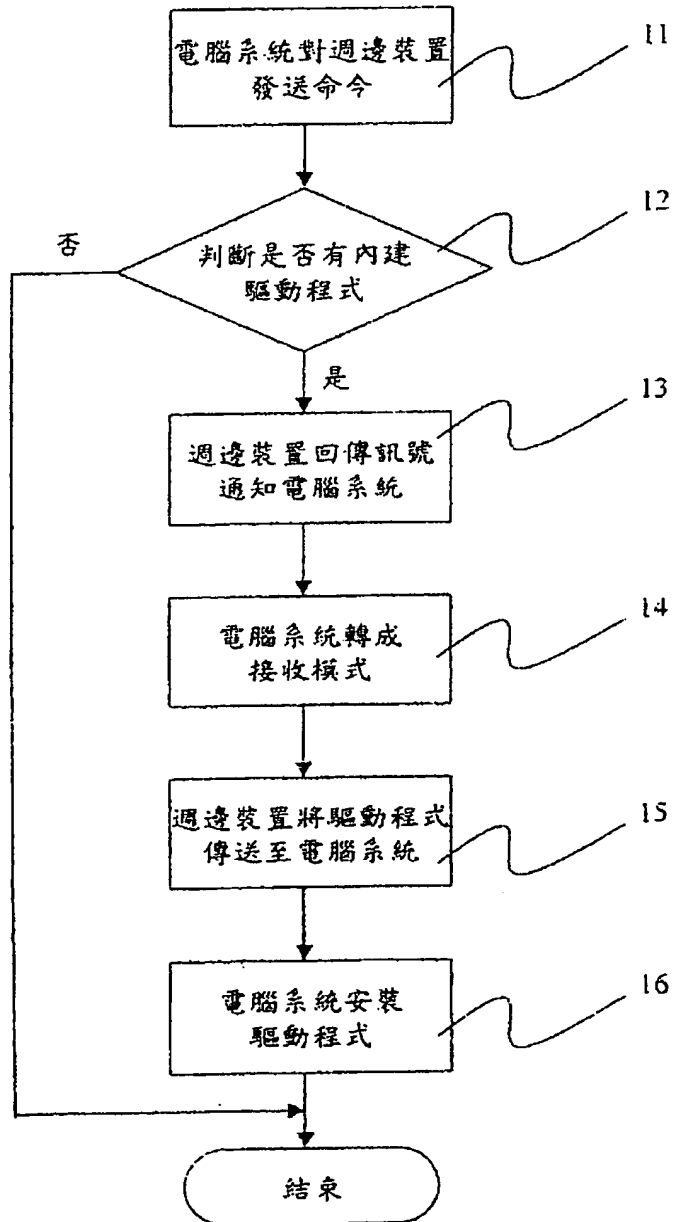 電腦系統對週邊裝置
發送命令
11
判斷是否有內建
驅動程式
12
否
是
週邊裝置回傳訊號
通知電腦系統
13
電腦系統轉成
接收模式
14
週邊裝置將驅動程式
傳送至電腦系統
15
電腦系統安裝
驅動程式
16
結束